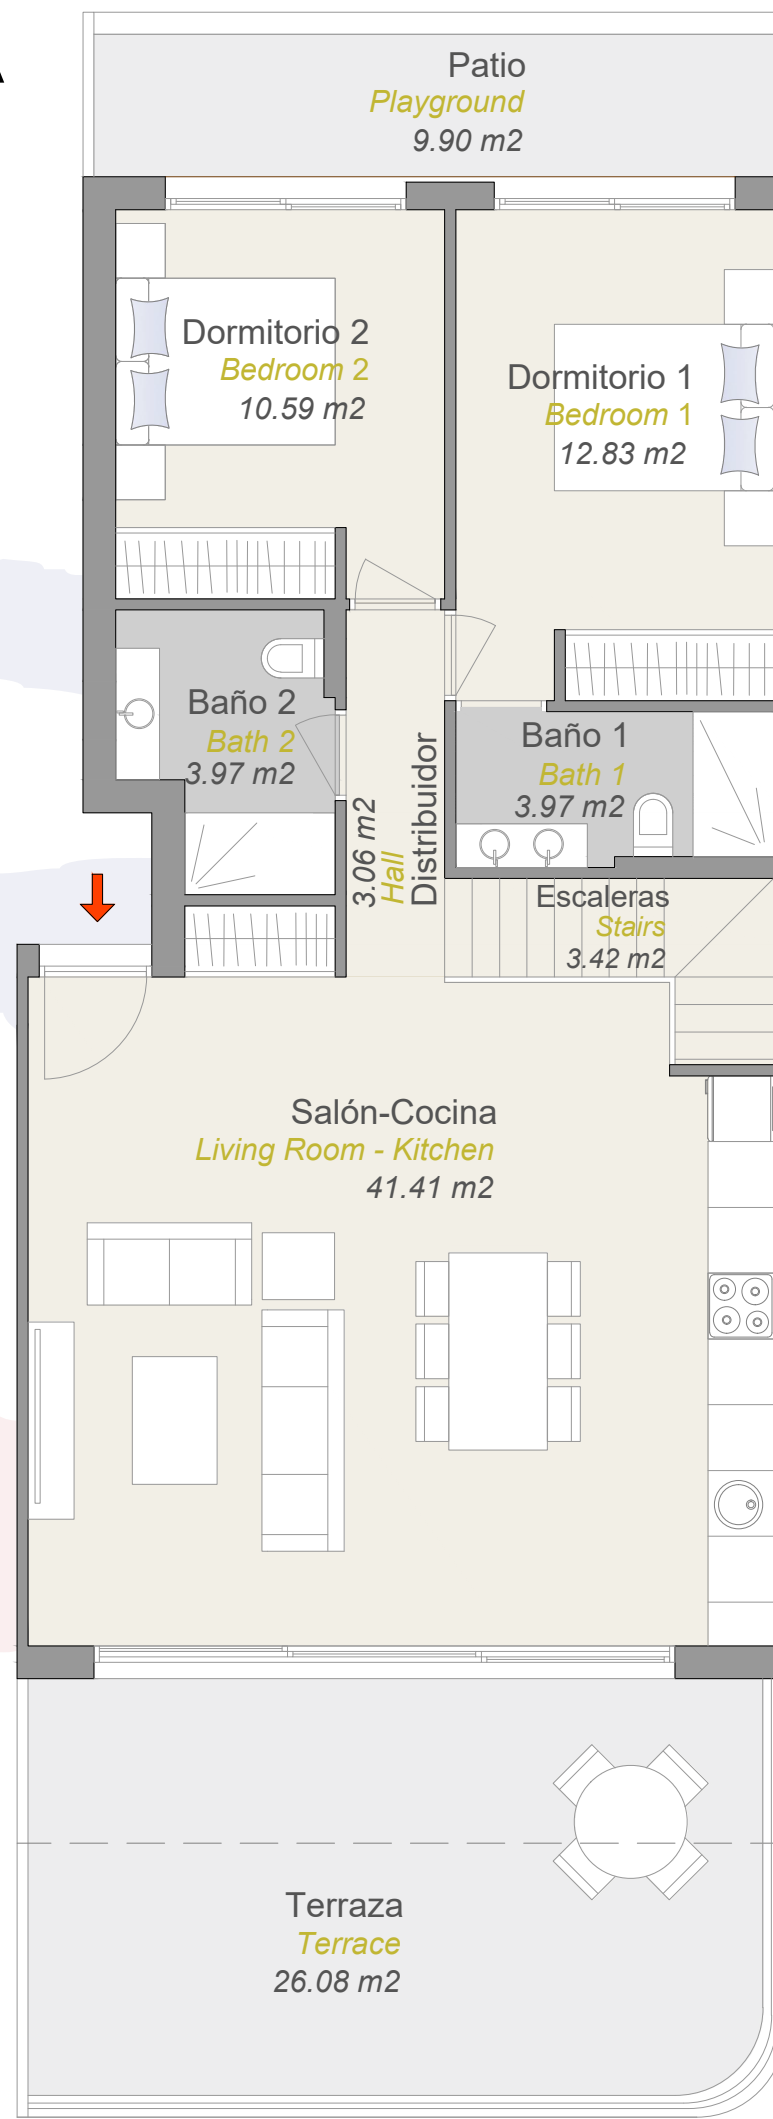 Patio
Playground
9.90 m2
Dormitorio 2
Bedroom 2
10.59 m2
Dormitorio 1
Bedroom 1
12.83 m2
Baño 2
Bath 2
3.97 m2
Baño 1
Bath 1
3.97 m2
Distribuidor
Hall
3.06 m2
Escaleras
Stairs
3.42 m2
Salón-Cocina
Living Room - Kitchen
41.41 m2
Terraza
Terrace
26.08 m2